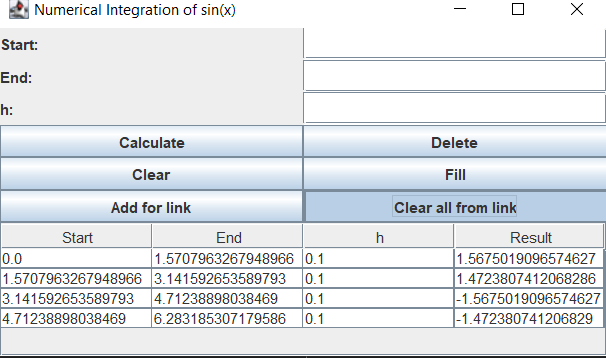 Numerical Integration of sin(x)
Start:
End:
h:
Calculate Delete
Clear Fill
Add for link Clear all from link
Start End h Result
0.0 1.5707963267948966 0.1 1.5675019096574627
1.5707963267948966 3.141592653589793 0.1 1.4723807412068286
3.141592653589793 4.71238898038469 0.1 -1.5675019096574627
4.71238898038469 6.283185307179586 0.1 -1.472380741206829